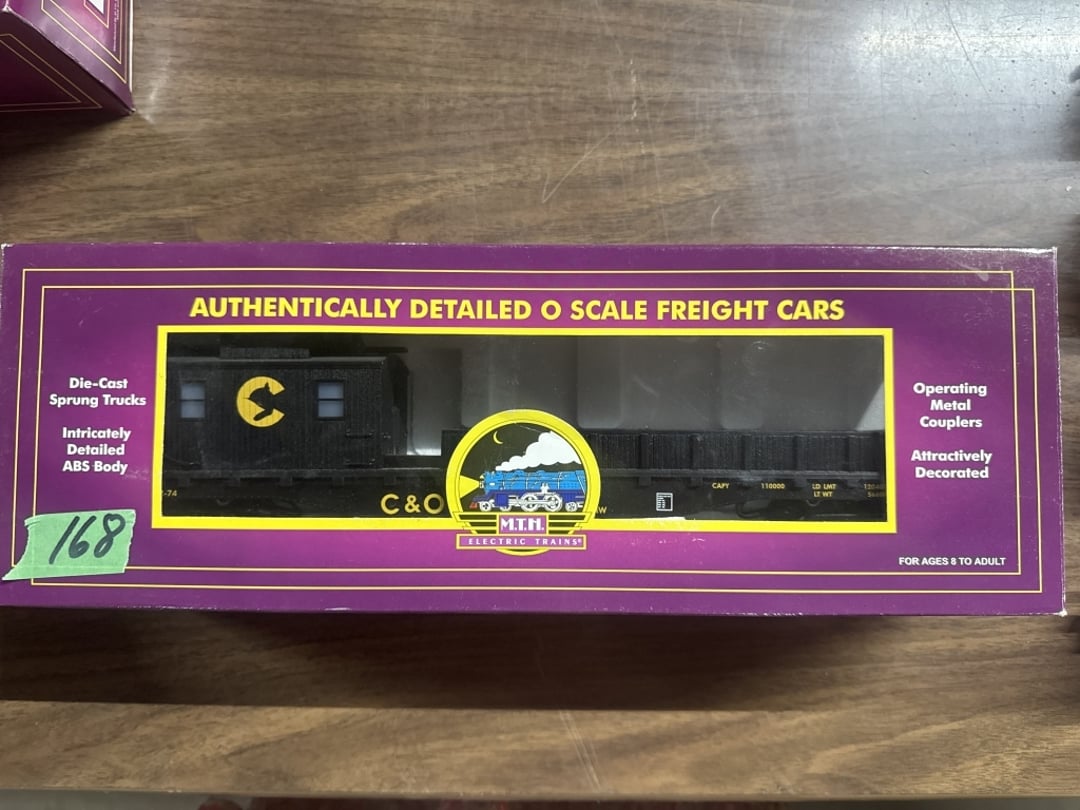 AUTHENTICALLY DETAILED O SCALE FREIGHT CARS
Die-Cast
Sprung Trucks
Intricately
Detailed
ABS Body
Operating
Metal
Couplers
Attractively
Decorated
-74
C&O
W
CAPY 110000 LD LMT
LT WT
M.T.H.
ELECTRIC TRAINS®
168
FOR AGES 8 TO ADULT